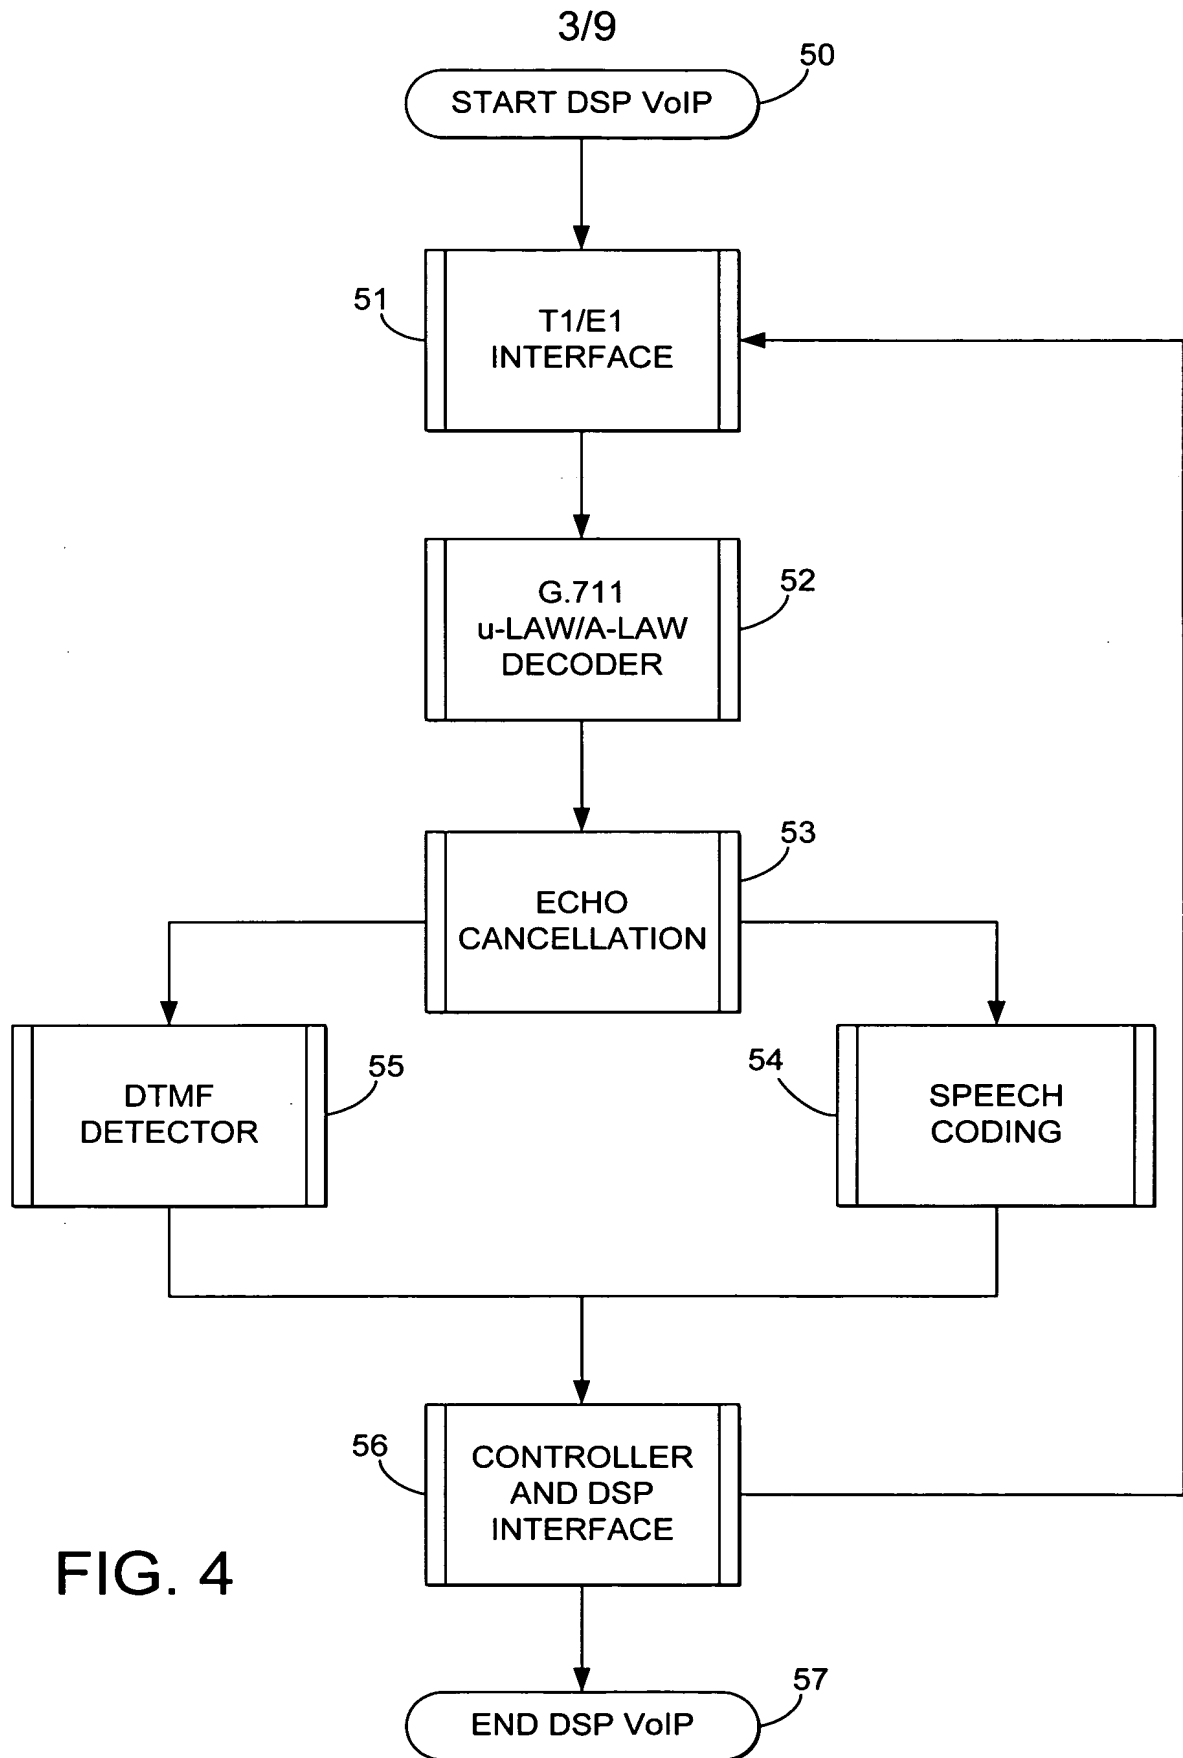 3/9
50
START DSP VoIP
51
T1/E1
INTERFACE
52
G.711
u-LAW/A-LAW
DECODER
53
ECHO
CANCELLATION
55
DTMF
DETECTOR
54
SPEECH
CODING
56
CONTROLLER
AND DSP
INTERFACE
FIG. 4
57
END DSP VoIP